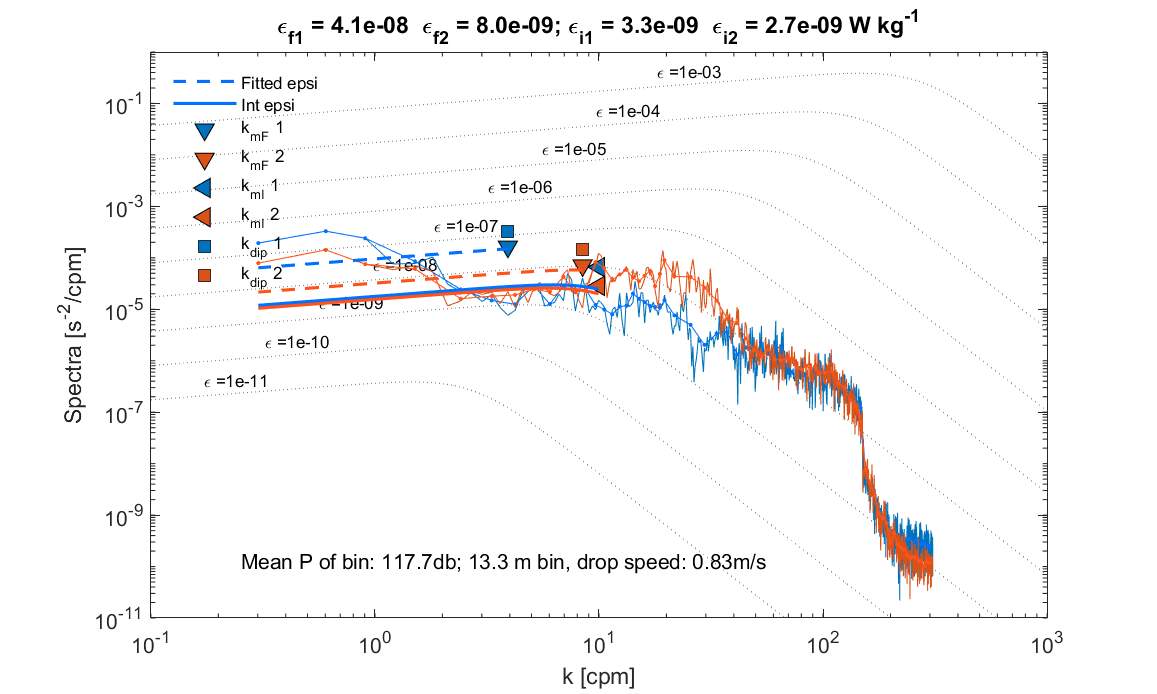 ϵf1 = 4.1e-08 ϵf2 = 8.0e-09; ϵi1 = 3.3e-09 ϵi2 = 2.7e-09 W kg-1
Fitted epsi
Int epsi
kmF 1
kmF 2
kmI 1
kmI 2
kdip 1
kdip 2
ϵ =1e-03
ϵ =1e-04
ϵ =1e-05
ϵ =1e-06
ϵ =1e-07
ϵ =1e-08
ϵ =1e-09
ϵ =1e-10
ϵ =1e-11
Mean P of bin: 117.7db; 13.3 m bin, drop speed: 0.83m/s
10-1
10-3
10-5
10-7
10-9
10-11
Spectra [s-2/cpm]
10-1 100 101 102 103
k [cpm]